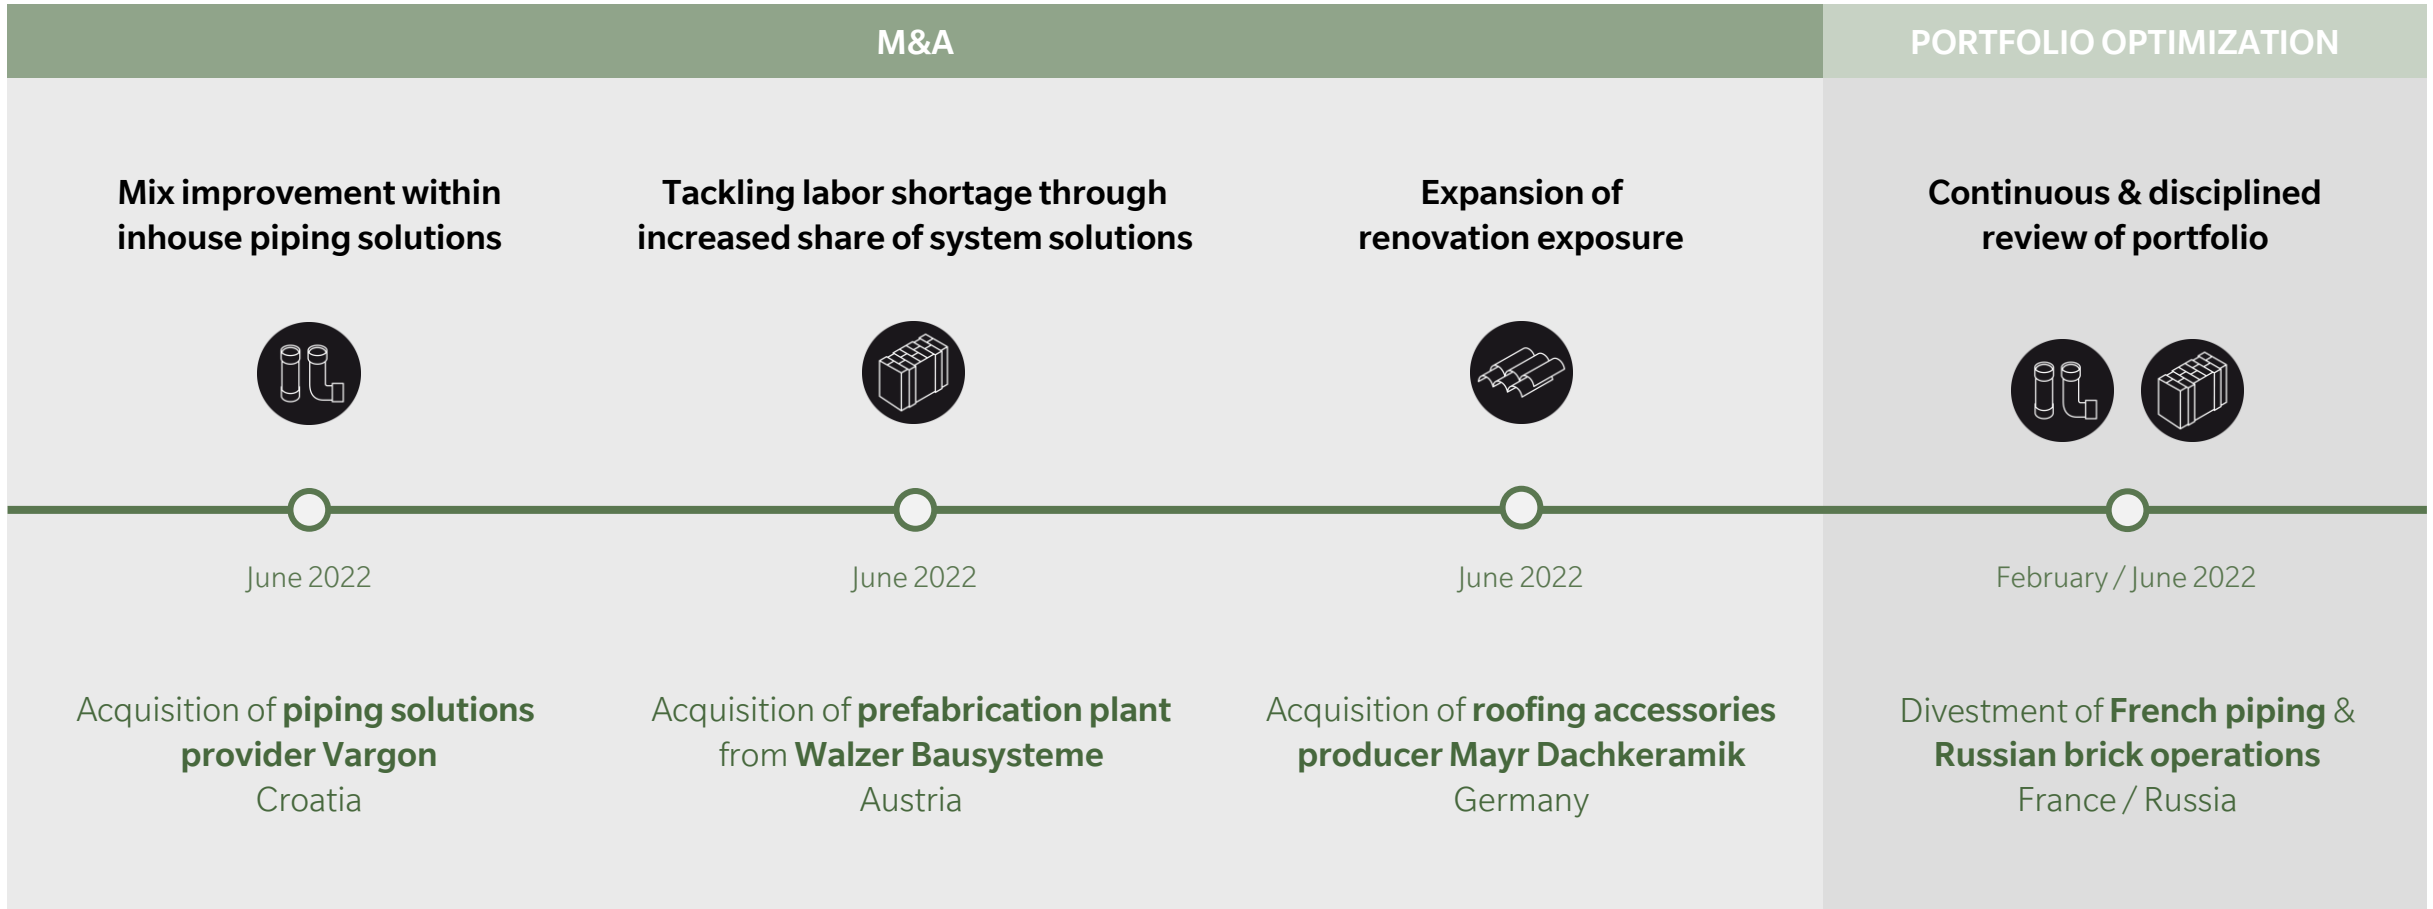 M&A
PORTFOLIO OPTIMIZATION
Mix improvement within
inhouse piping solutions
Tackling labor shortage through
increased share of system solutions
Expansion of
renovation exposure
Continuous & disciplined
review of portfolio
June 2022
June 2022
June 2022
February / June 2022
Acquisition of piping solutions
provider Vargon
Croatia
Acquisition of prefabrication plant
from Walzer Bausysteme
Austria
Acquisition of roofing accessories
producer Mayr Dachkeramik
Germany
Divestment of French piping &
Russian brick operations
France / Russia